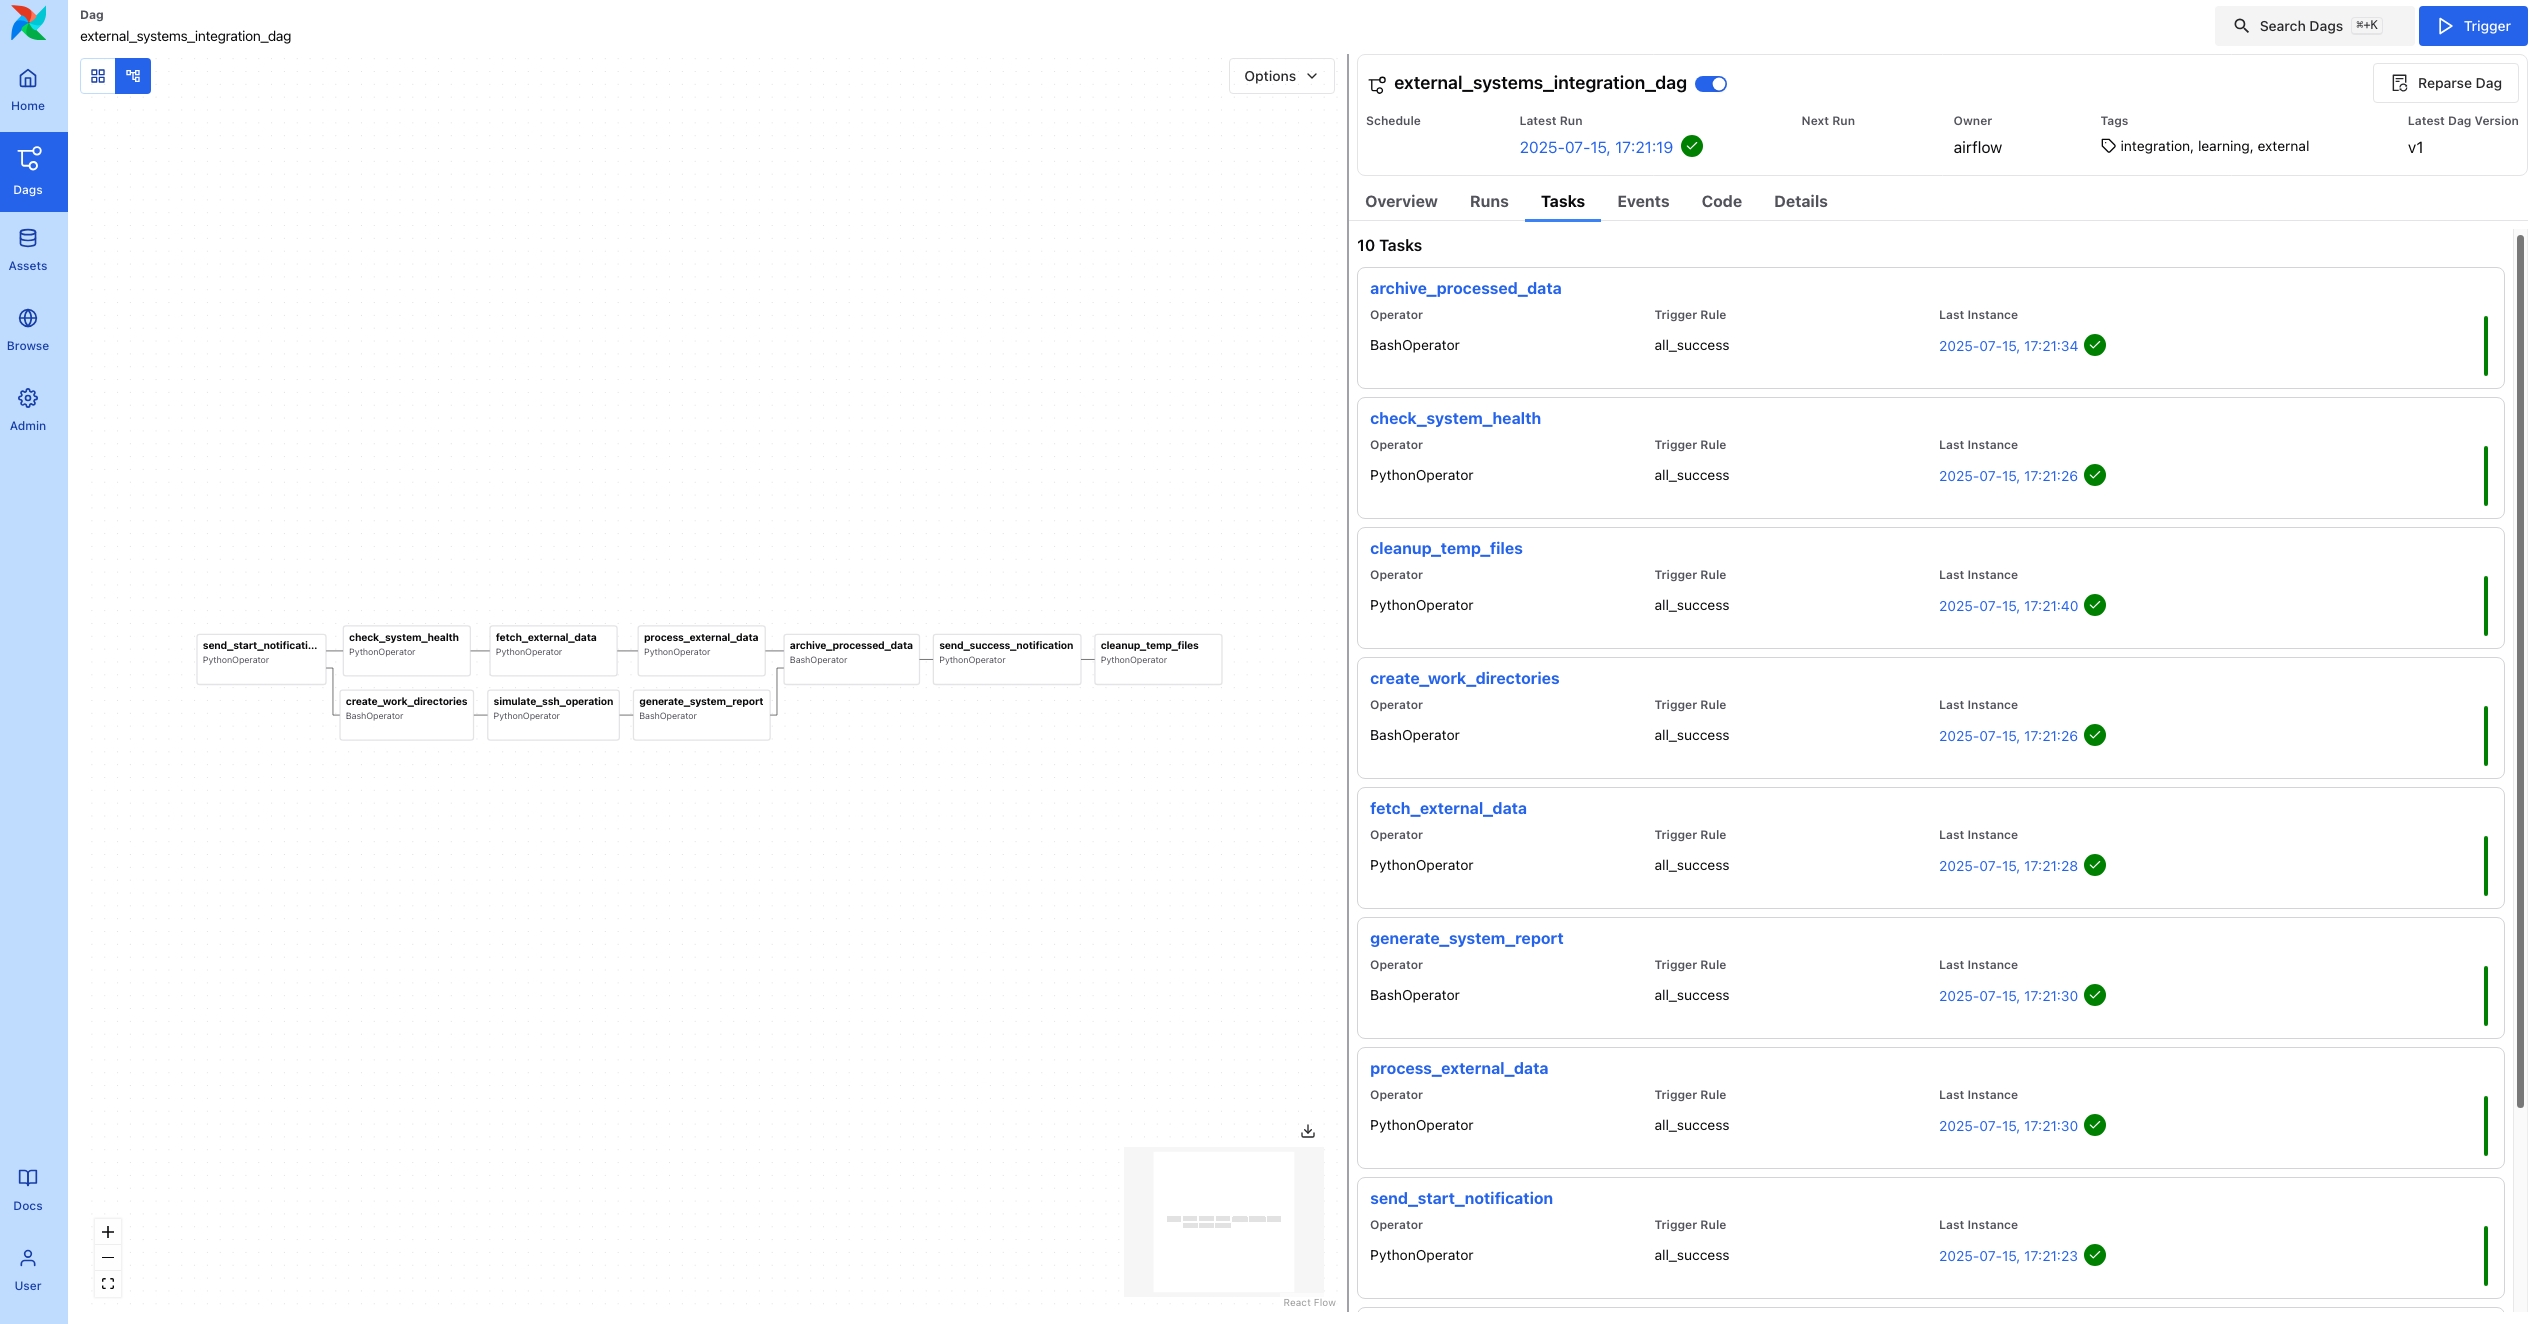 Dag
external_systems_integration_dag
Search Dags ⌘+K
Trigger
Home
Dags
Assets
Browse
Admin
Docs
User
Options
send_start_notificati...
PythonOperator
check_system_health
PythonOperator
fetch_external_data
PythonOperator
process_external_data
PythonOperator
archive_processed_data
BashOperator
send_success_notification
PythonOperator
cleanup_temp_files
PythonOperator
create_work_directories
BashOperator
simulate_ssh_operation
PythonOperator
generate_system_report
BashOperator
React Flow
external_systems_integration_dag
Reparse Dag
Schedule Latest Run Next Run Owner Tags Latest Dag Version
2025-07-15, 17:21:19 airflow integration, learning, external v1
Overview Runs Tasks Events Code Details
10 Tasks
archive_processed_data
Operator Trigger Rule Last Instance
BashOperator all_success 2025-07-15, 17:21:34
check_system_health
Operator Trigger Rule Last Instance
PythonOperator all_success 2025-07-15, 17:21:26
cleanup_temp_files
Operator Trigger Rule Last Instance
PythonOperator all_success 2025-07-15, 17:21:40
create_work_directories
Operator Trigger Rule Last Instance
BashOperator all_success 2025-07-15, 17:21:26
fetch_external_data
Operator Trigger Rule Last Instance
PythonOperator all_success 2025-07-15, 17:21:28
generate_system_report
Operator Trigger Rule Last Instance
BashOperator all_success 2025-07-15, 17:21:30
process_external_data
Operator Trigger Rule Last Instance
PythonOperator all_success 2025-07-15, 17:21:30
send_start_notification
Operator Trigger Rule Last Instance
PythonOperator all_success 2025-07-15, 17:21:23